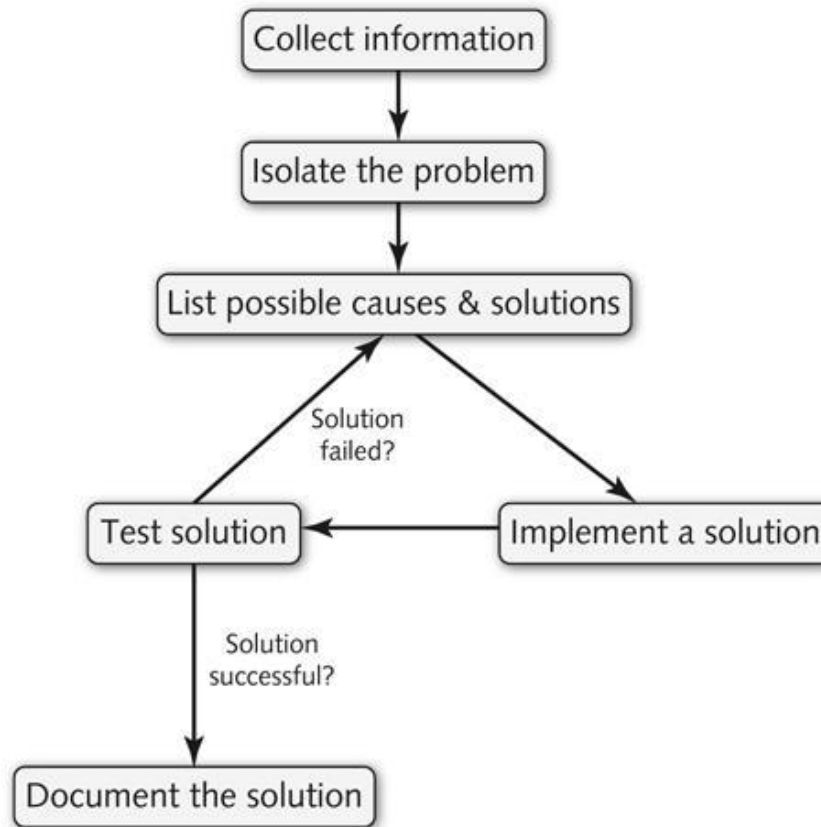 Collect information
Isolate the problem
List possible causes & solutions
Solution
failed?
Test solution
Implement a solution
Solution
successful?
Document the solution